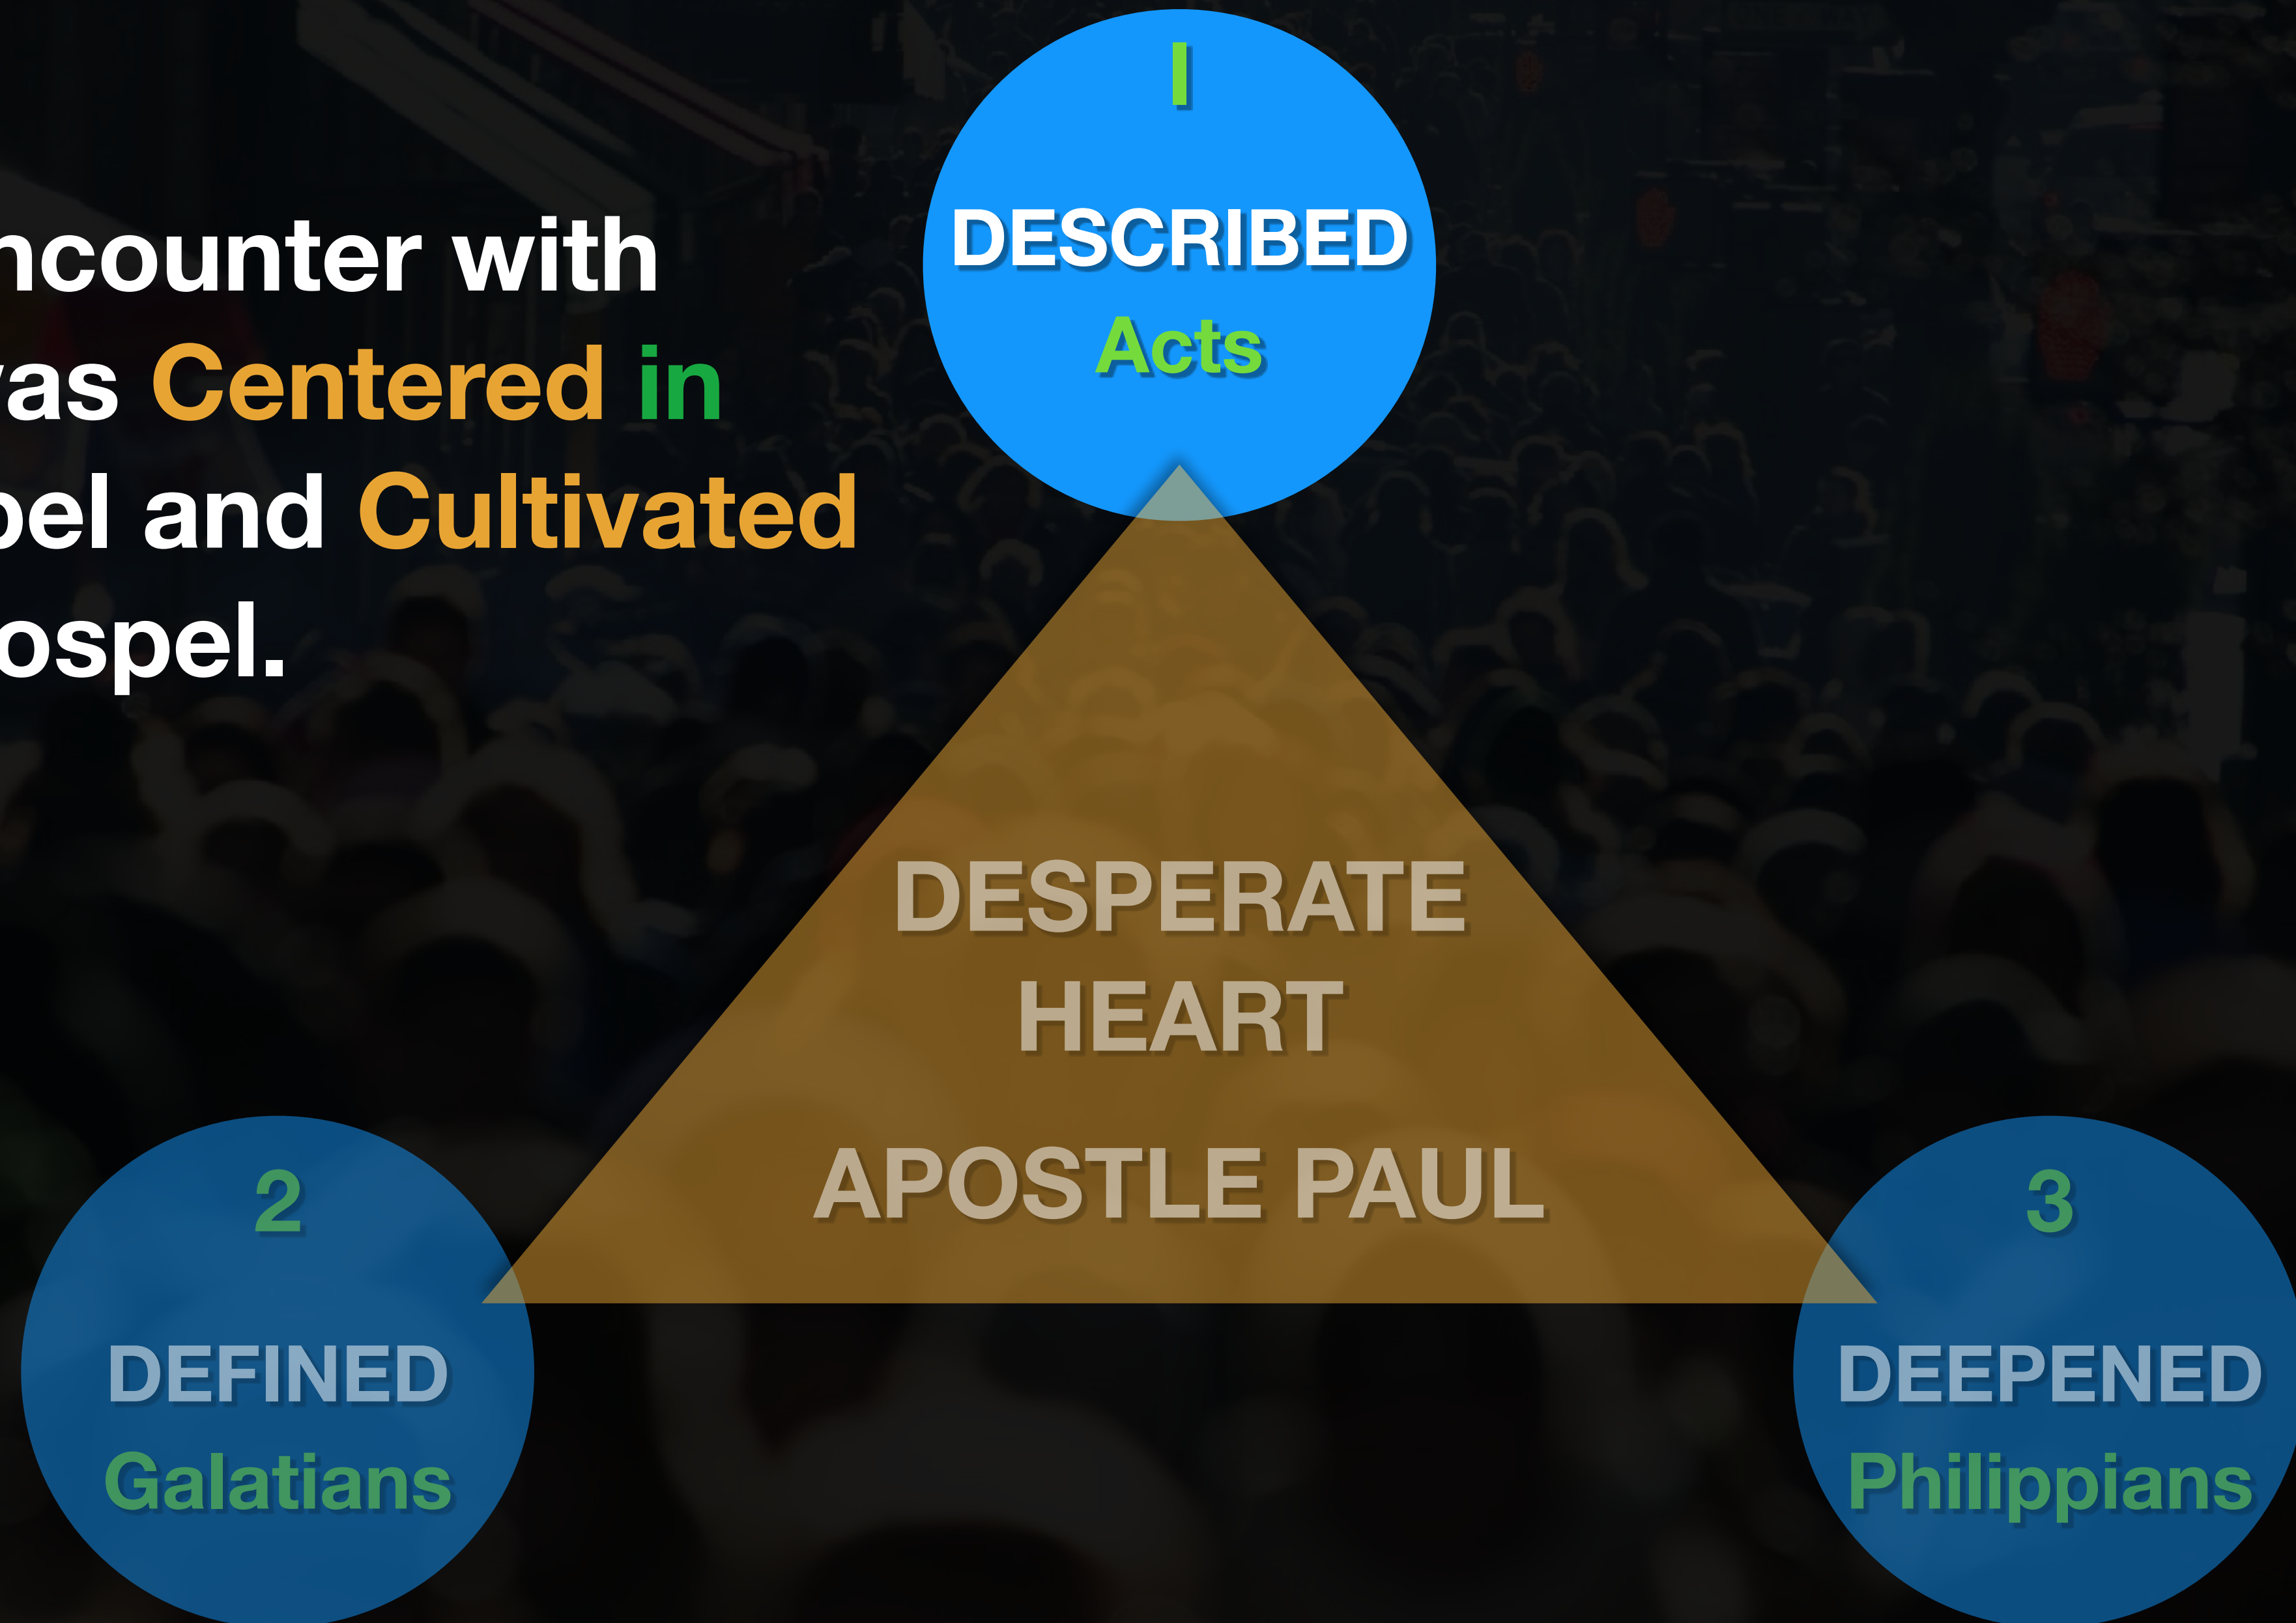 ncounter with
was Centered in
pel and Cultivated
ospel.
I
DESCRIBED
Acts
DESPERATE
HEART
APOSTLE PAUL
2
DEFINED
Galatians
3
DEEPENED
Philippians